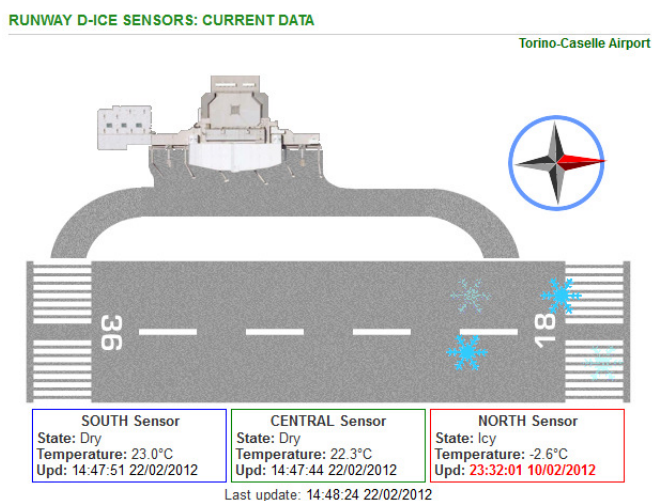 RUNWAY D-ICE SENSORS: CURRENT DATA
Torino-Caselle Airport
36
18
SOUTH Sensor
State: Dry
Temperature: 23.0°C
Upd: 14:47:51 22/02/2012
CENTRAL Sensor
State: Dry
Temperature: 22.3°C
Upd: 14:47:44 22/02/2012
NORTH Sensor
State: Icy
Temperature: -2.6°C
Upd: 23:32:01 10/02/2012
Last update: 14:48:24 22/02/2012